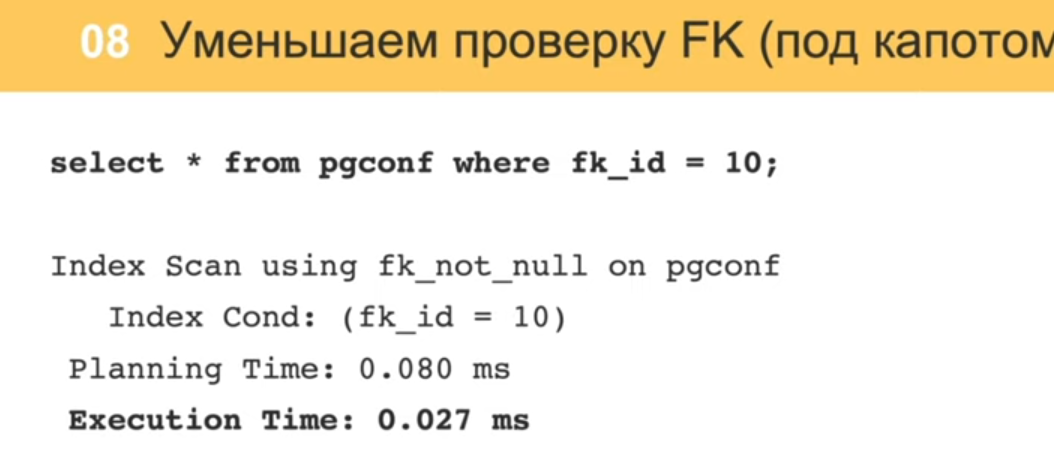 08 Уменьшаем проверку FK (под капотом
select * from pgconf where fk_id = 10;
Index Scan using fk_not_null on pgconf
Index Cond: (fk_id = 10)
Planning Time: 0.080 ms
Execution Time: 0.027 ms